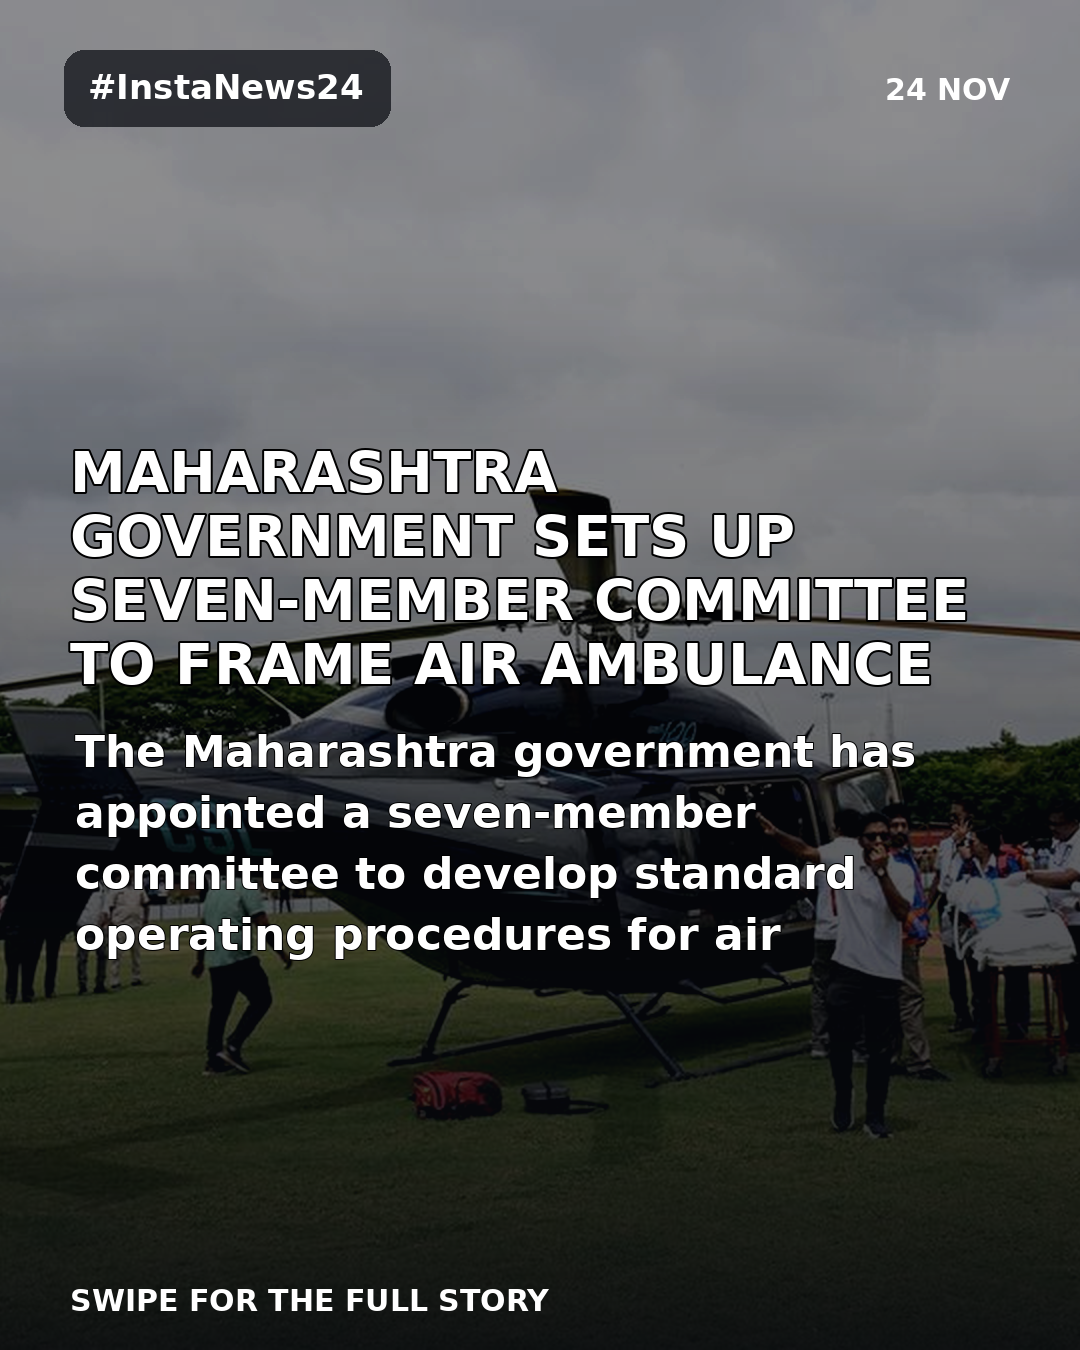 #InstaNews24
24 NOV
MAHARASHTRA
GOVERNMENT SETS UP
SEVEN-MEMBER COMMITTEE
TO FRAME AIR AMBULANCE
The Maharashtra government has
appointed a seven-member
committee to develop standard
operating procedures for air
SWIPE FOR THE FULL STORY